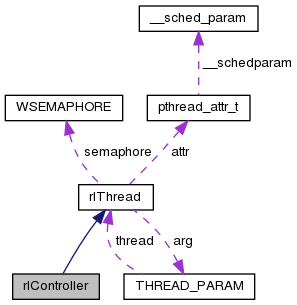 __sched_param
__schedparam
WSEMAPHORE
pthread_attr_t
semaphore
attr
rlThread
thread
arg
rlController
THREAD_PARAM